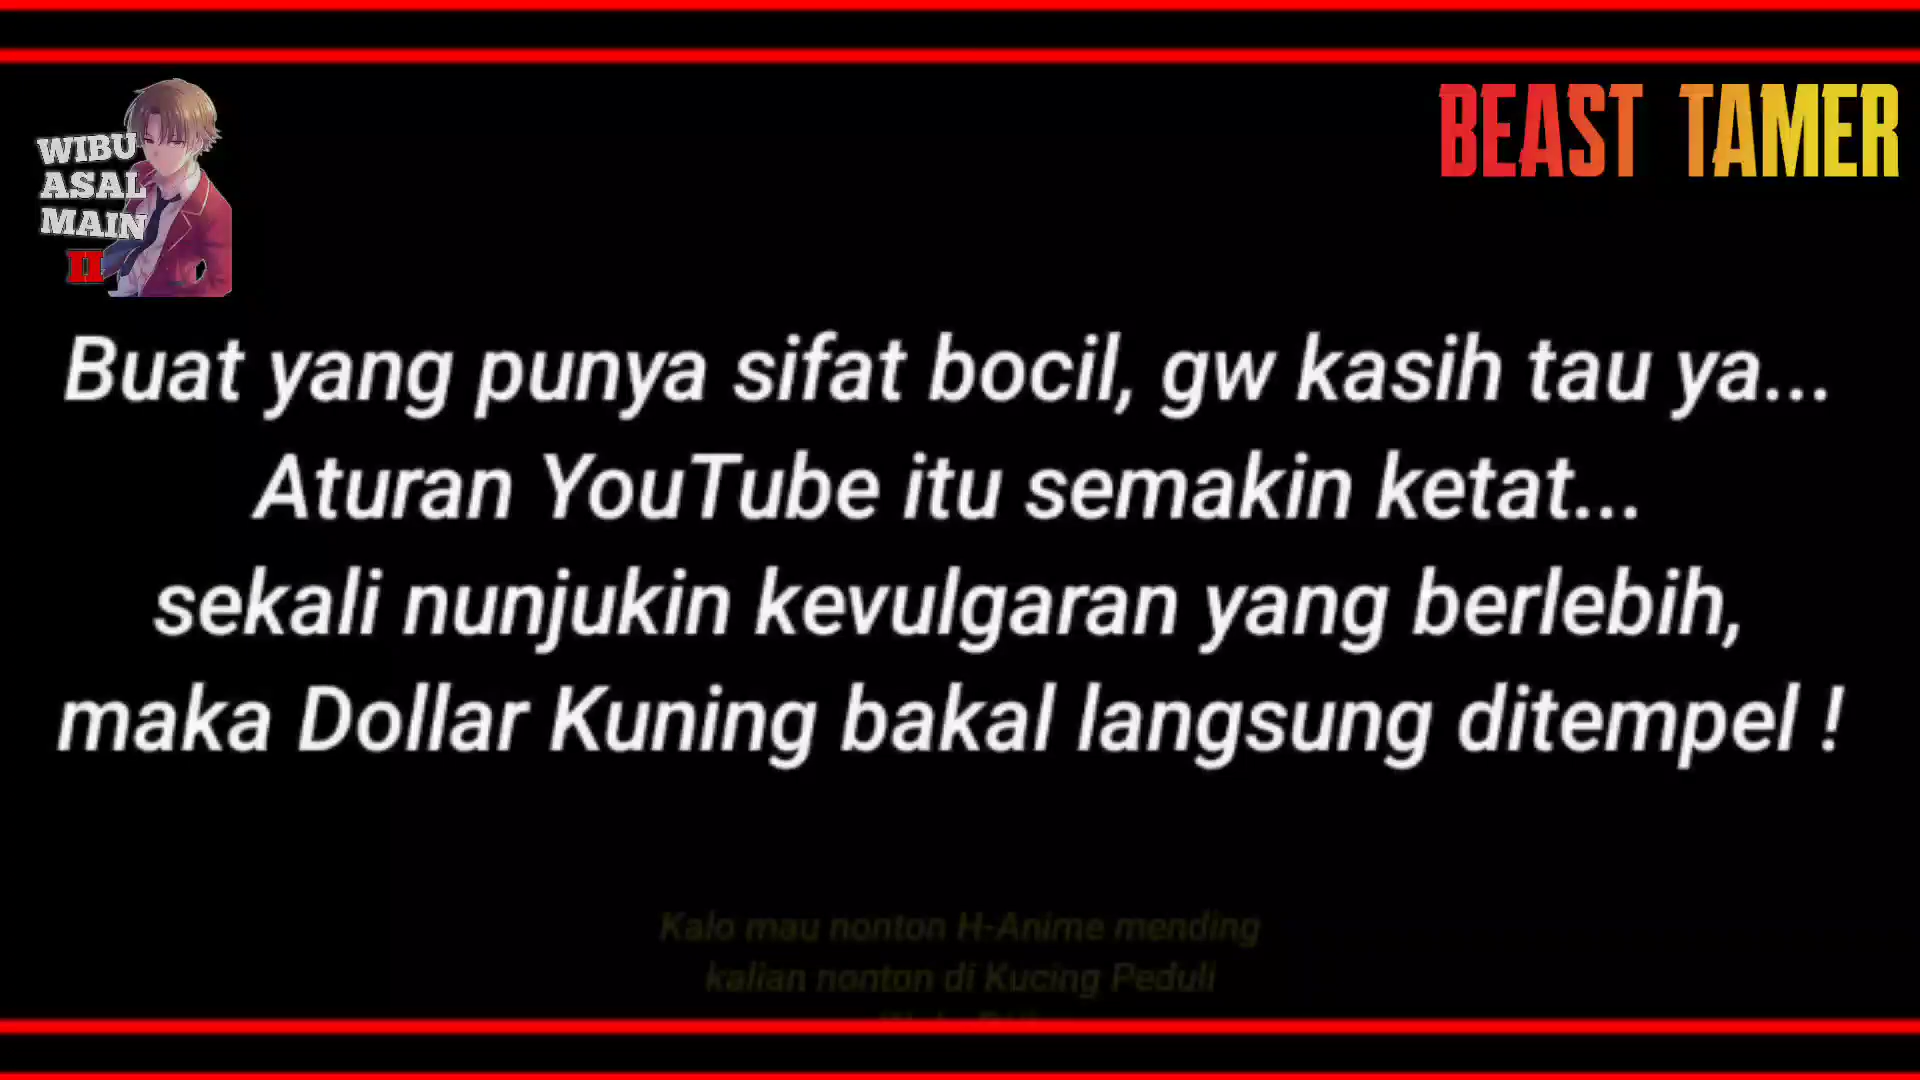 WIBU
ASAL
MAIN
II
BEAST TAMER
Buat yang punya sifat bocil, gw kasih tau ya...
Aturan YouTube itu semakin ketat...
sekali nunjukin kevulgaran yang berlebih,
maka Dollar Kuning bakal langsung ditempel !
Kalo mau nonton H-Anime mending
kalian nonton di Kucing Peduli